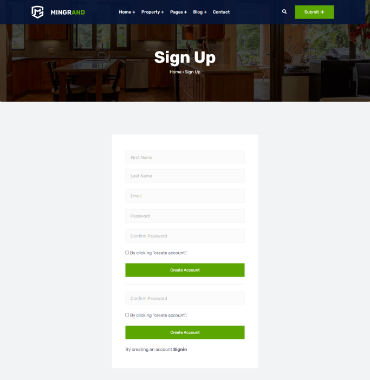 MINGRAND
Home + Property + Pages + Blog + Contact
Submit +
Sign Up
Home › Sign Up
First Name
Last Name
Email
Password
Confirm Password
By clicking 'create account'.
Create Account
Confirm Password
By clicking 'create account'.
Create Account
By creating an account Signin